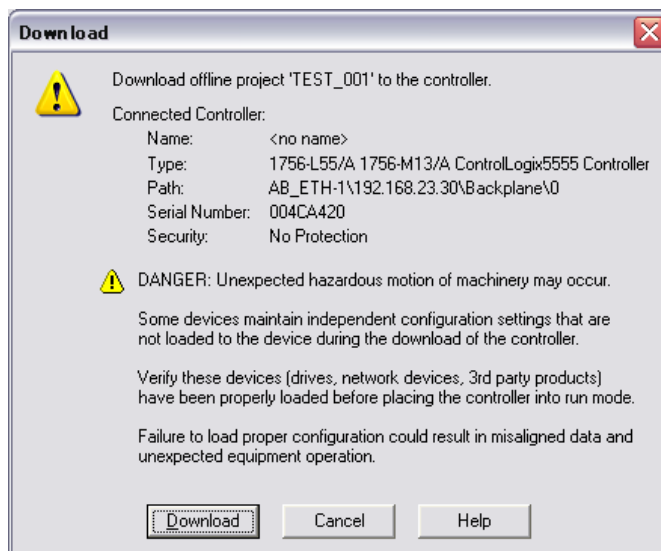 Download
Download offline project 'TEST_001' to the controller.
Connected Controller:
Name: <no name>
Type: 1756-L55/A 1756-M13/A ControlLogix5555 Controller
Path: AB_ETH-1\192.168.23.30\Backplane\0
Serial Number: 004CA420
Security: No Protection
DANGER: Unexpected hazardous motion of machinery may occur.
Some devices maintain independent configuration settings that are
not loaded to the device during the download of the controller.
Verify these devices (drives, network devices, 3rd party products)
have been properly loaded before placing the controller into run mode.
Failure to load proper configuration could result in misaligned data and
unexpected equipment operation.
Download Cancel Help